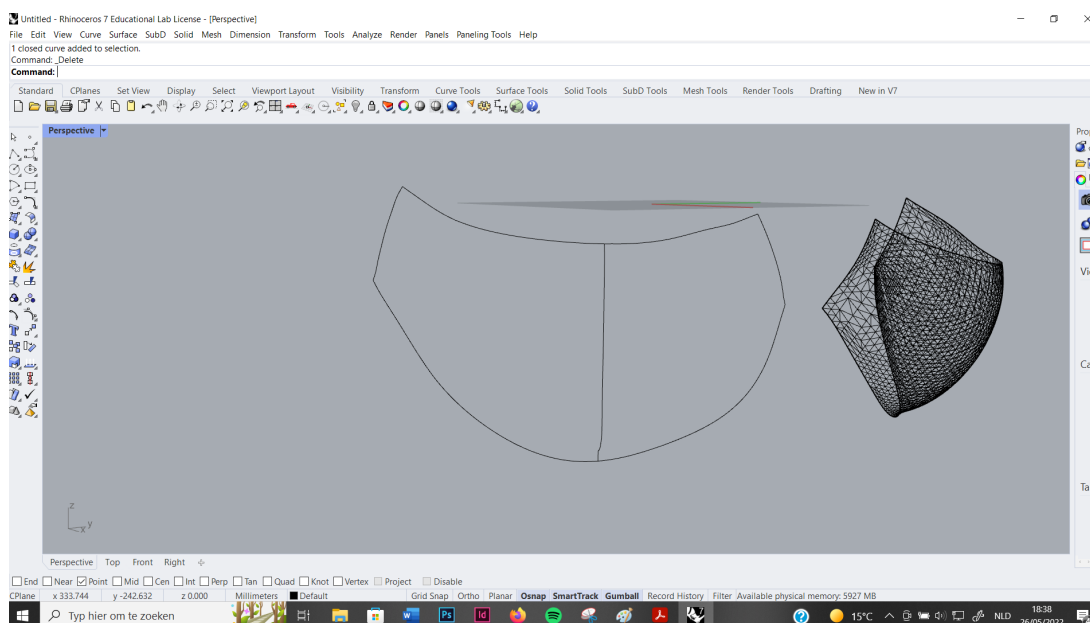 Untitled - Rhinoceros 7 Educational Lab License - [Perspective]
File Edit View Curve Surface SubD Solid Mesh Dimension Transform Tools Analyze Render Panels Paneling Tools Help
1 closed curve added to selection.
Command: _Delete
Command:
Standard CPlanes Set View Display Select Viewport Layout Visibility Transform Curve Tools Surface Tools Solid Tools SubD Tools Mesh Tools Render Tools Drafting New in V7
Perspective
z
y
x
Perspective Top Front Right
End Near Point Mid Cen Int Perp Tan Quad Knot Vertex Project Disable
CPlane x 333.744 y -242.632 z 0.000 Millimeters Default Grid Snap Ortho Planar Osnap SmartTrack Gumball Record History Filter Available physical memory: 5927 MB
Typ hier om te zoeken Ps Id 15°C NLD 18:38
26/05/2022